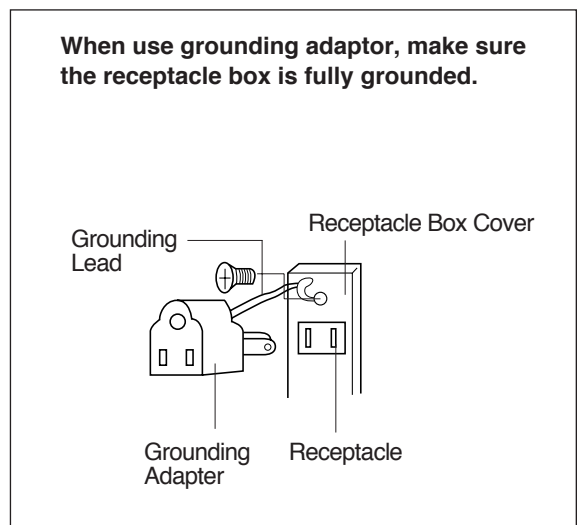 When use grounding adaptor, make sure
the receptacle box is fully grounded.
Receptacle Box Cover
Grounding
Lead
Grounding
Adapter
Receptacle